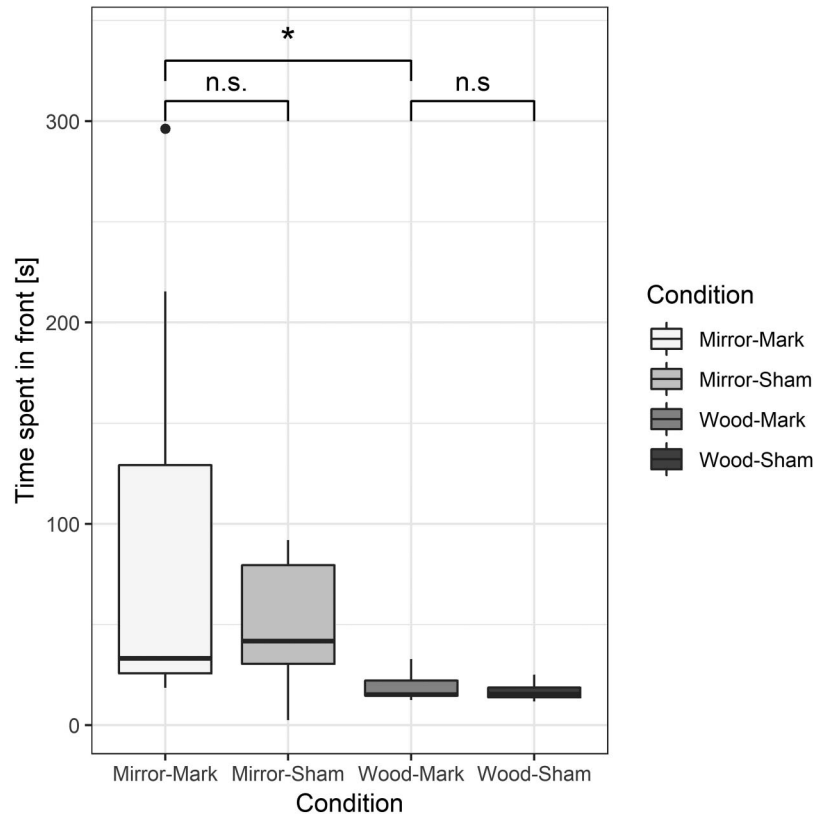 *
n.s.
n.s
300
200
100
0
Time spent in front [s]
Mirror-Mark
Mirror-Sham
Wood-Mark
Wood-Sham
Condition
Condition
Mirror-Mark
Mirror-Sham
Wood-Mark
Wood-Sham